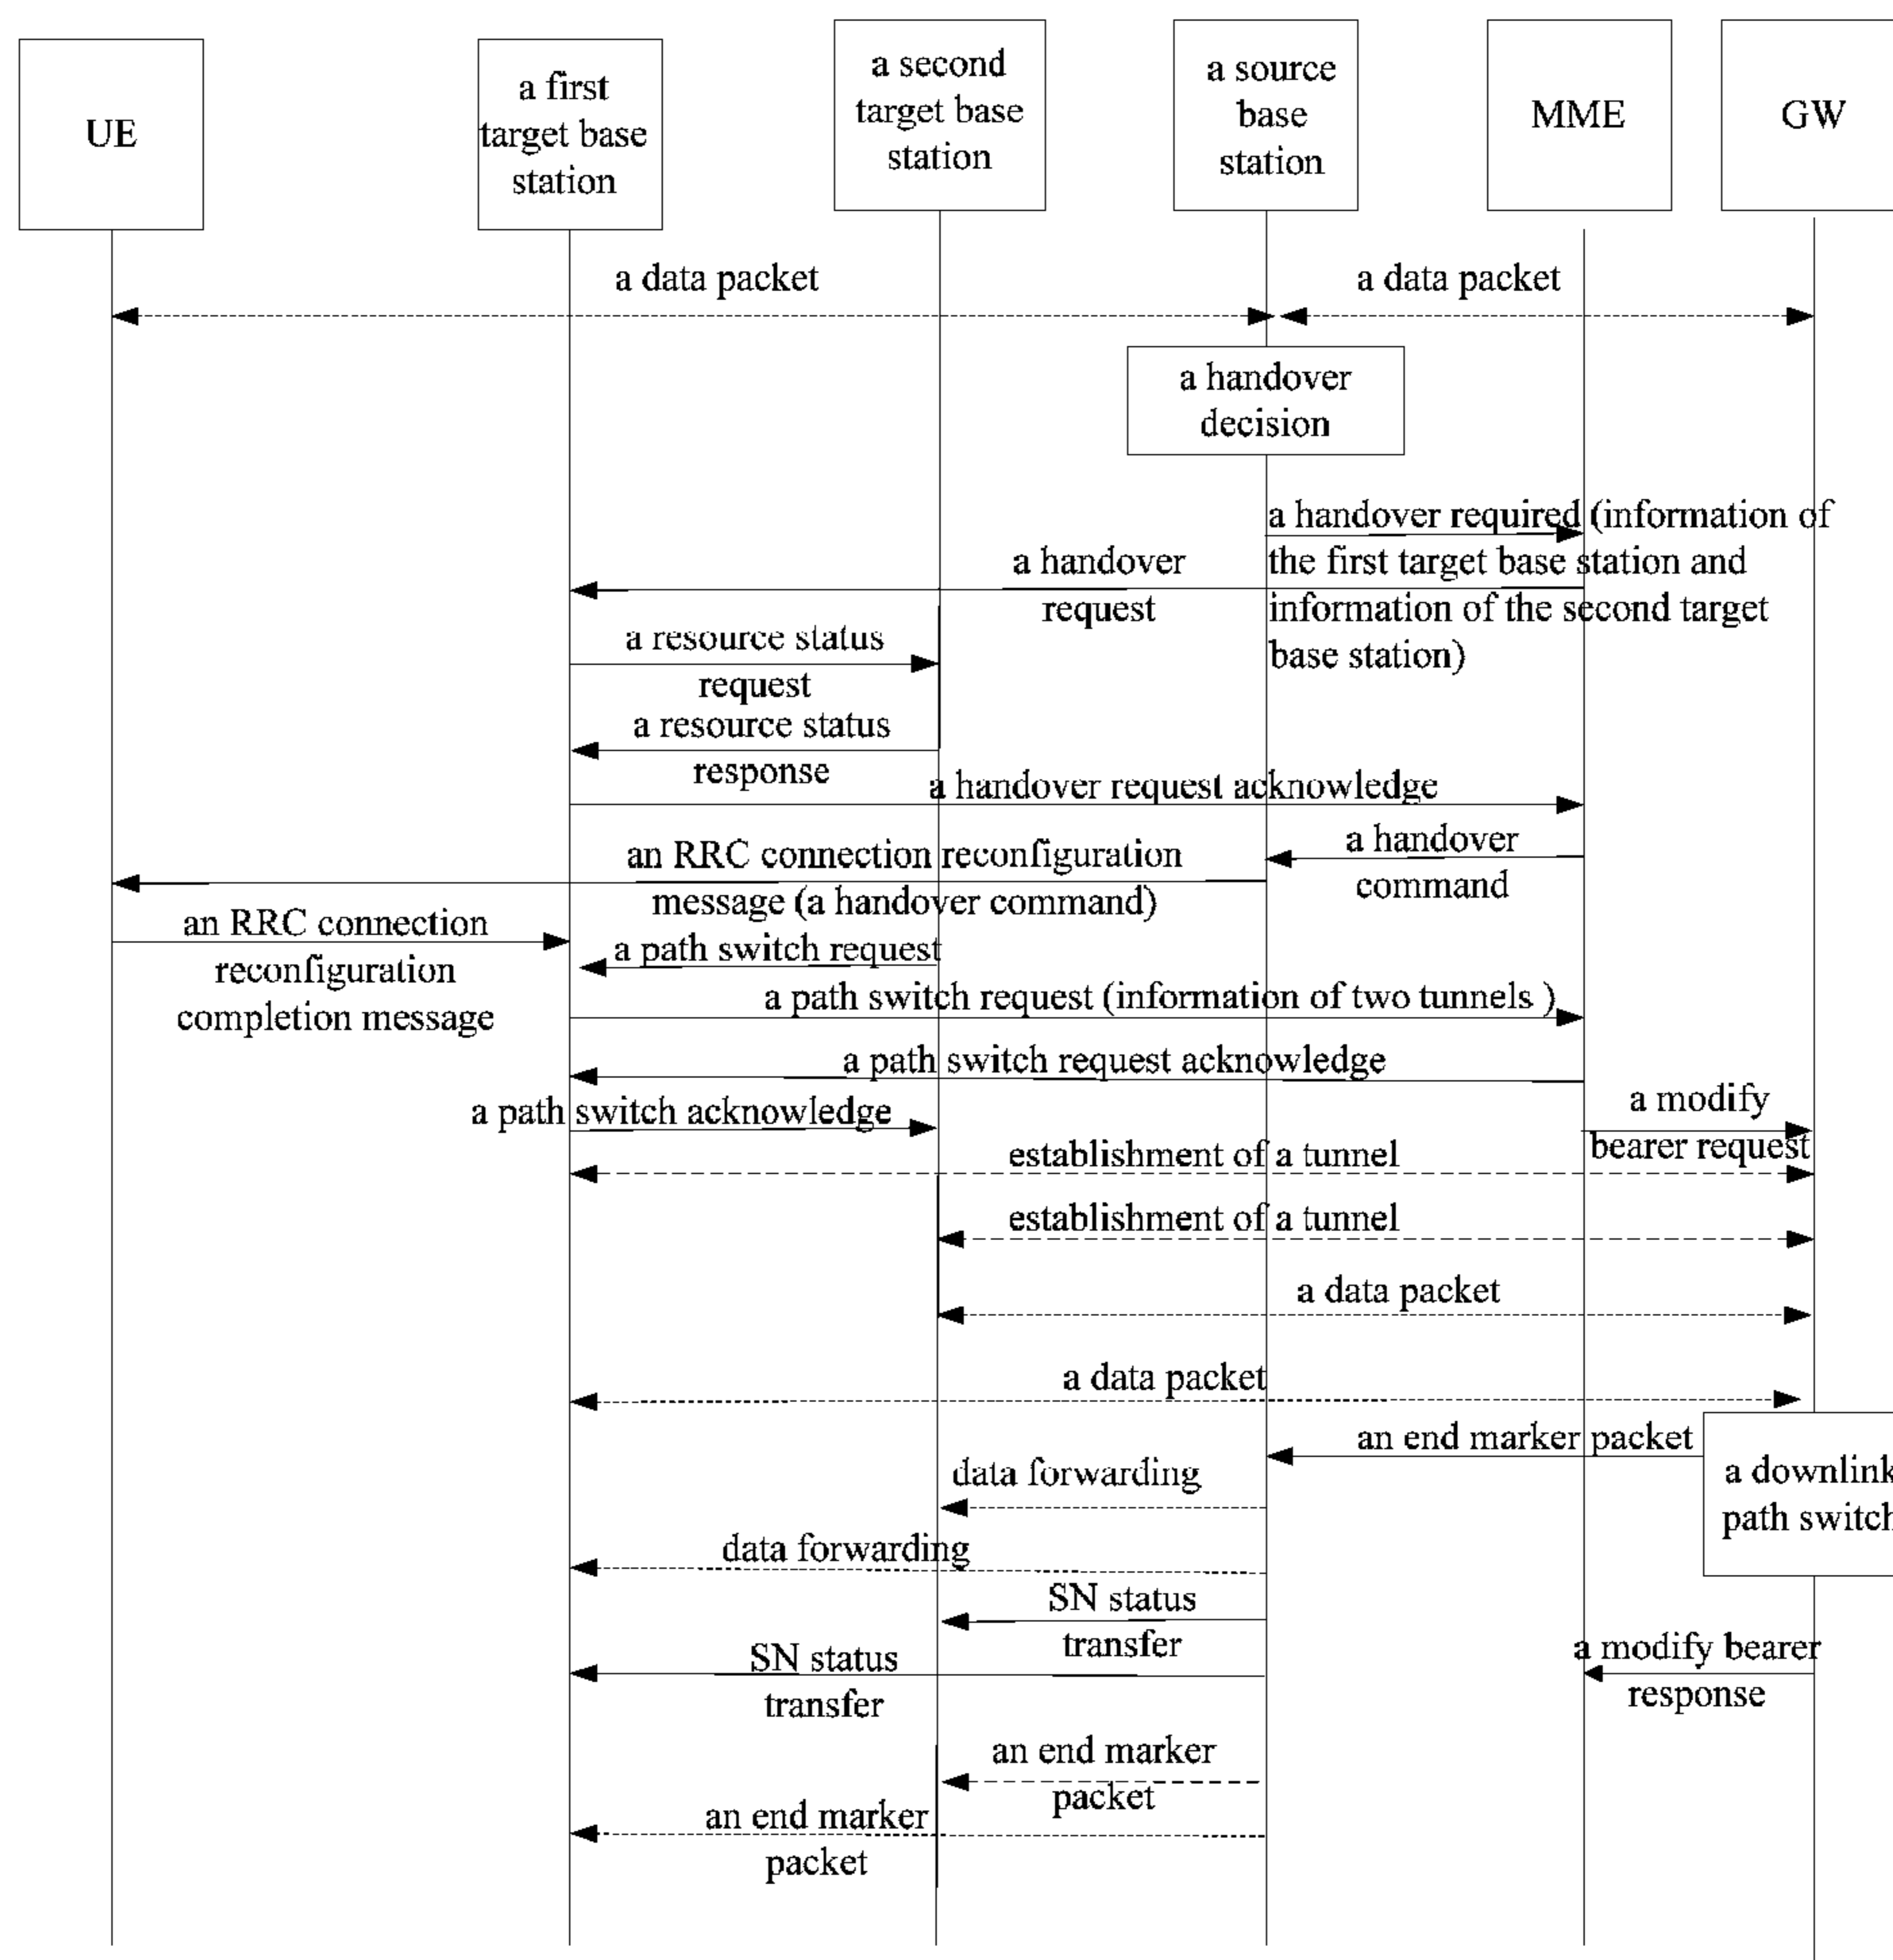 UE
a first
target base
station
a second
target base
station
a source
base
station
MME
GW
a data packet
a data packet
a handover
decision
a handover required (information of
the first target base station and
information of the second target
base station)
a handover
request
a resource status
request
a resource status
response
a handover request acknowledge
a handover
command
an RRC connection reconfiguration
message (a handover command)
an RRC connection
reconfiguration
completion message
a path switch request
a path switch request (information of two tunnels )
a path switch request acknowledge
a path switch acknowledge
a modify
bearer request
establishment of a tunnel
establishment of a tunnel
a data packet
a data packet
an end marker packet
a downlink
path switch
data forwarding
data forwarding
SN status
transfer
SN status
transfer
a modify bearer
response
an end marker
packet
an end marker
packet